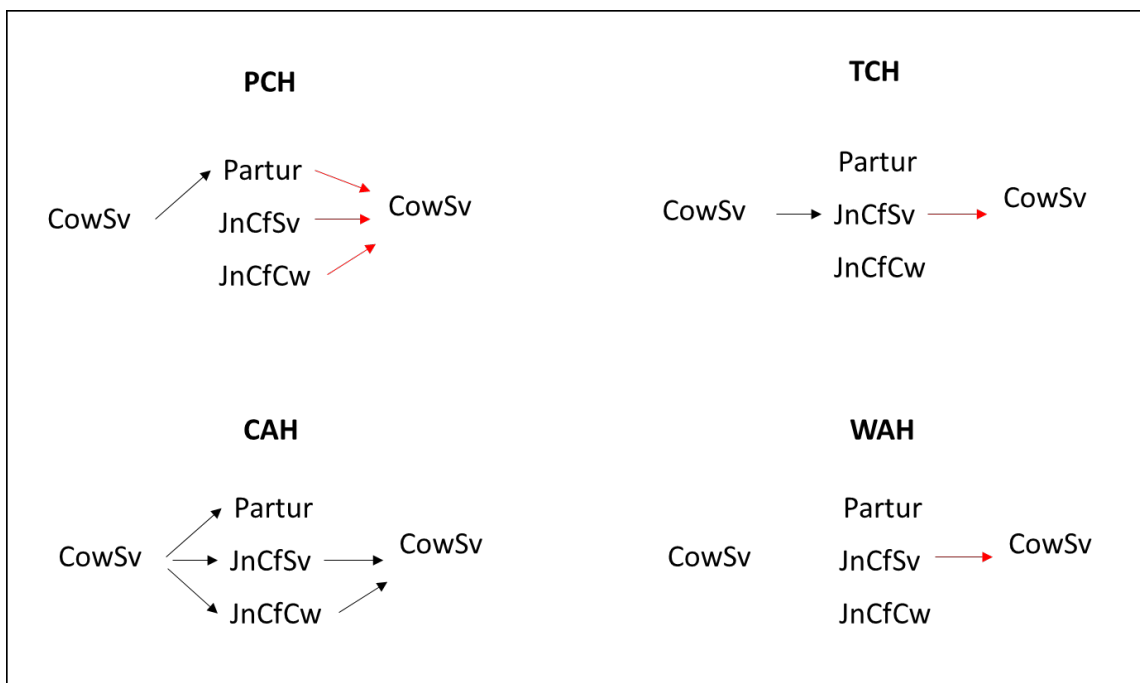 PCH
Partur
CowSv
JnCfSv
CowSv
JnCfCw
TCH
Partur
CowSv
JnCfSv
CowSv
JnCfCw
CAH
Partur
CowSv
JnCfSv
CowSv
JnCfCw
WAH
Partur
CowSv
JnCfSv
CowSv
JnCfCw